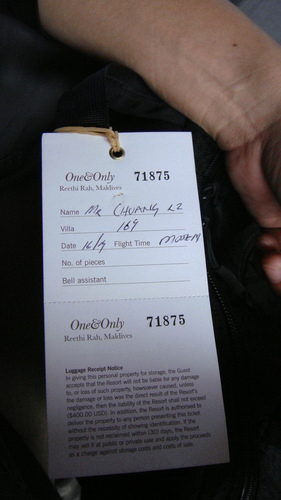 One&Only 71875
Reethi Rah, Maldives
Name Mr CHUANG LZ
Villa 169
Date 16/9 Flight Time
No. of pieces
Bell assistant
One&Only 71875
Reethi Rah, Maldives
Luggage Receipt Notice
In giving this personal property for storage, the Guest
accepts that the Resort will not be liable for any damage
to, or loss of such property, however caused, unless
the damage or loss was the direct result of the Resort's
negligence, then the liability of the Resort shall not exceed
($400.00 USD). In addition, the Resort is authorised to
deliver the property to any person presenting this ticket
without the necessity of showing identification. If the
property is not reclaimed within (30) days, the Resort
may sell it at public or private sale and apply the proceeds
as a charge against storage costs and costs of sale.